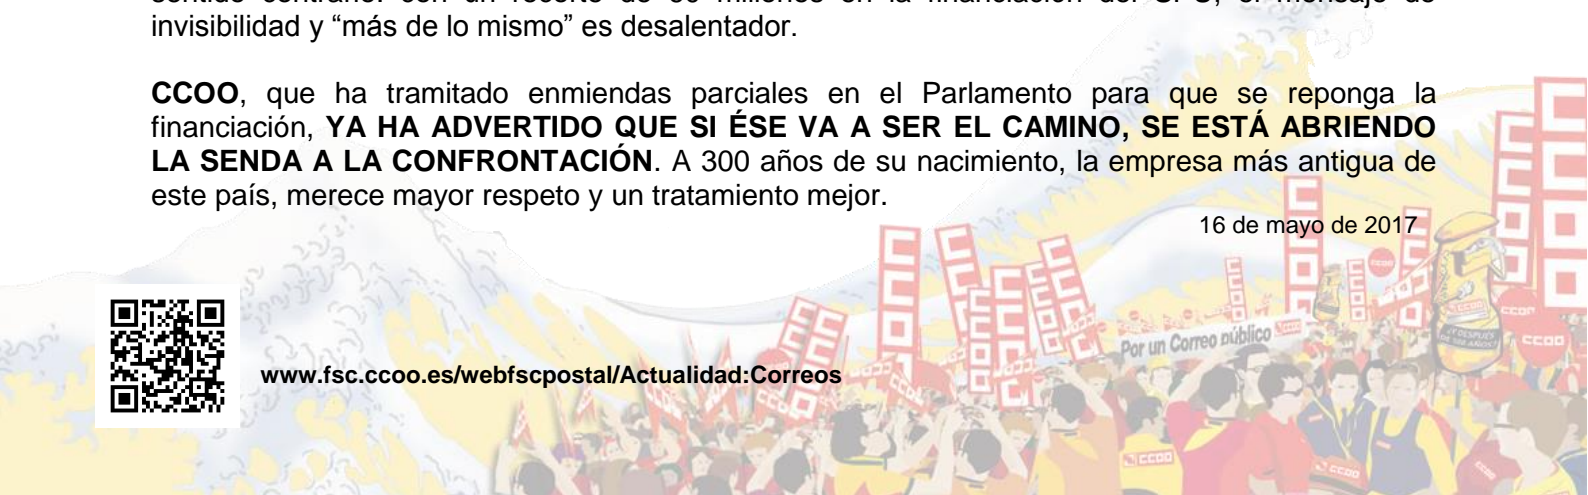 invisibilidad y “más de lo mismo” es desalentador.
CCOO, que ha tramitado enmiendas parciales en el Parlamento para que se reponga la
financiación, YA HA ADVERTIDO QUE SI ÉSE VA A SER EL CAMINO, SE ESTÁ ABRIENDO
LA SENDA A LA CONFRONTACIÓN. A 300 años de su nacimiento, la empresa más antigua de
este país, merece mayor respeto y un tratamiento mejor.
16 de mayo de 2017
Por un Correo público
www.fsc.ccoo.es/webfscpostal/Actualidad:Correos
CCOO
CCOO
CCOO